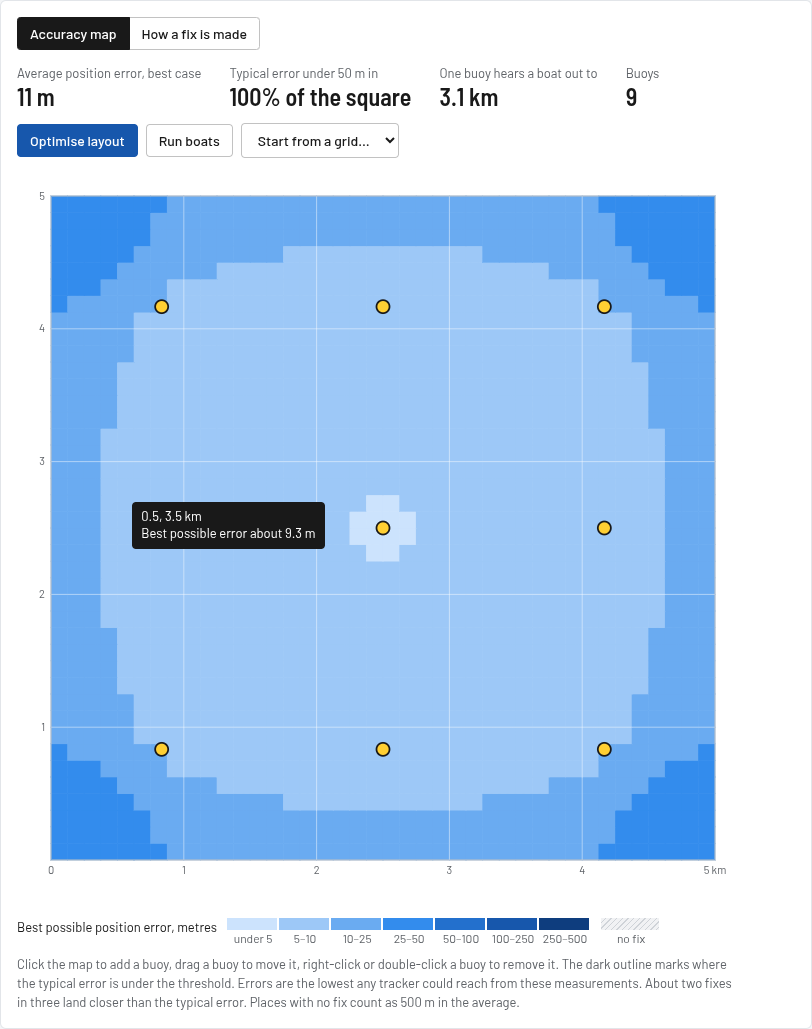 Accuracy map
How a fix is made
Average position error, best case
11 m
Typical error under 50 m in
100% of the square
One buoy hears a boat out to
3.1 km
Buoys
9
Optimise layout
Run boats
Start from a grid...
5
4
3
0.5, 3.5 km
Best possible error about 9.3 m
2
1
0
1
2
3
4
5 km
Best possible position error, metres
under 5
5–10
10–25
25–50
50–100
100–250
250–500
no fix
Click the map to add a buoy, drag a buoy to move it, right-click or double-click a buoy to remove it. The dark outline marks where
the typical error is under the threshold. Errors are the lowest any tracker could reach from these measurements. About two fixes
in three land closer than the typical error. Places with no fix count as 500 m in the average.